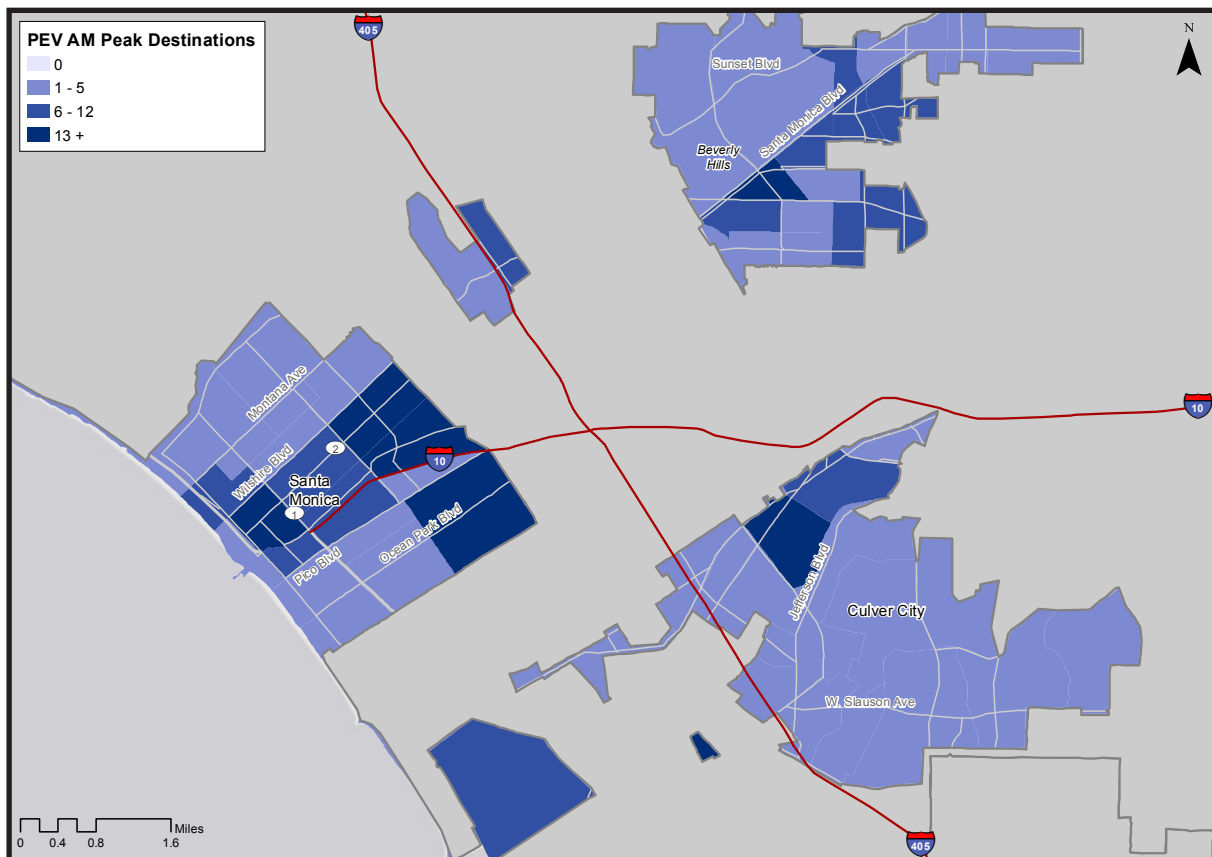 PEV AM Peak Destinations
0
1 - 5
6 - 12
13 +
405
N
Sunset Blvd
Santa Monica Blvd
Beverly
Hills
10
Montana Ave
Wilshire Blvd
2
10
Santa
Monica
1
Pico Blvd
Ocean Park Blvd
Jefferson Blvd
Culver City
W. Slauson Ave
Miles
0 0.4 0.8 1.6
405